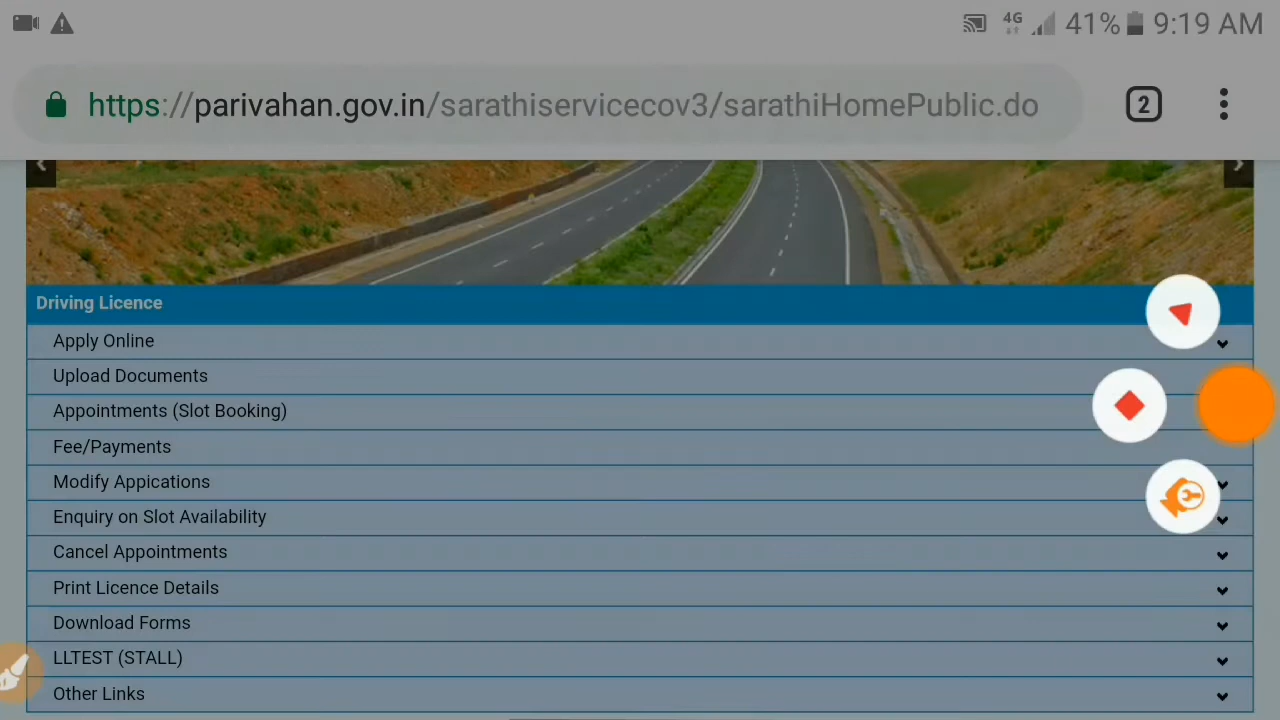 4G 41% 9:19 AM
https://parivahan.gov.in/sarathiservicecov3/sarathiHomePublic.do 2
Driving Licence
Apply Online
Upload Documents
Appointments (Slot Booking)
Fee/Payments
Modify Appications
Enquiry on Slot Availability
Cancel Appointments
Print Licence Details
Download Forms
LLTEST (STALL)
Other Links